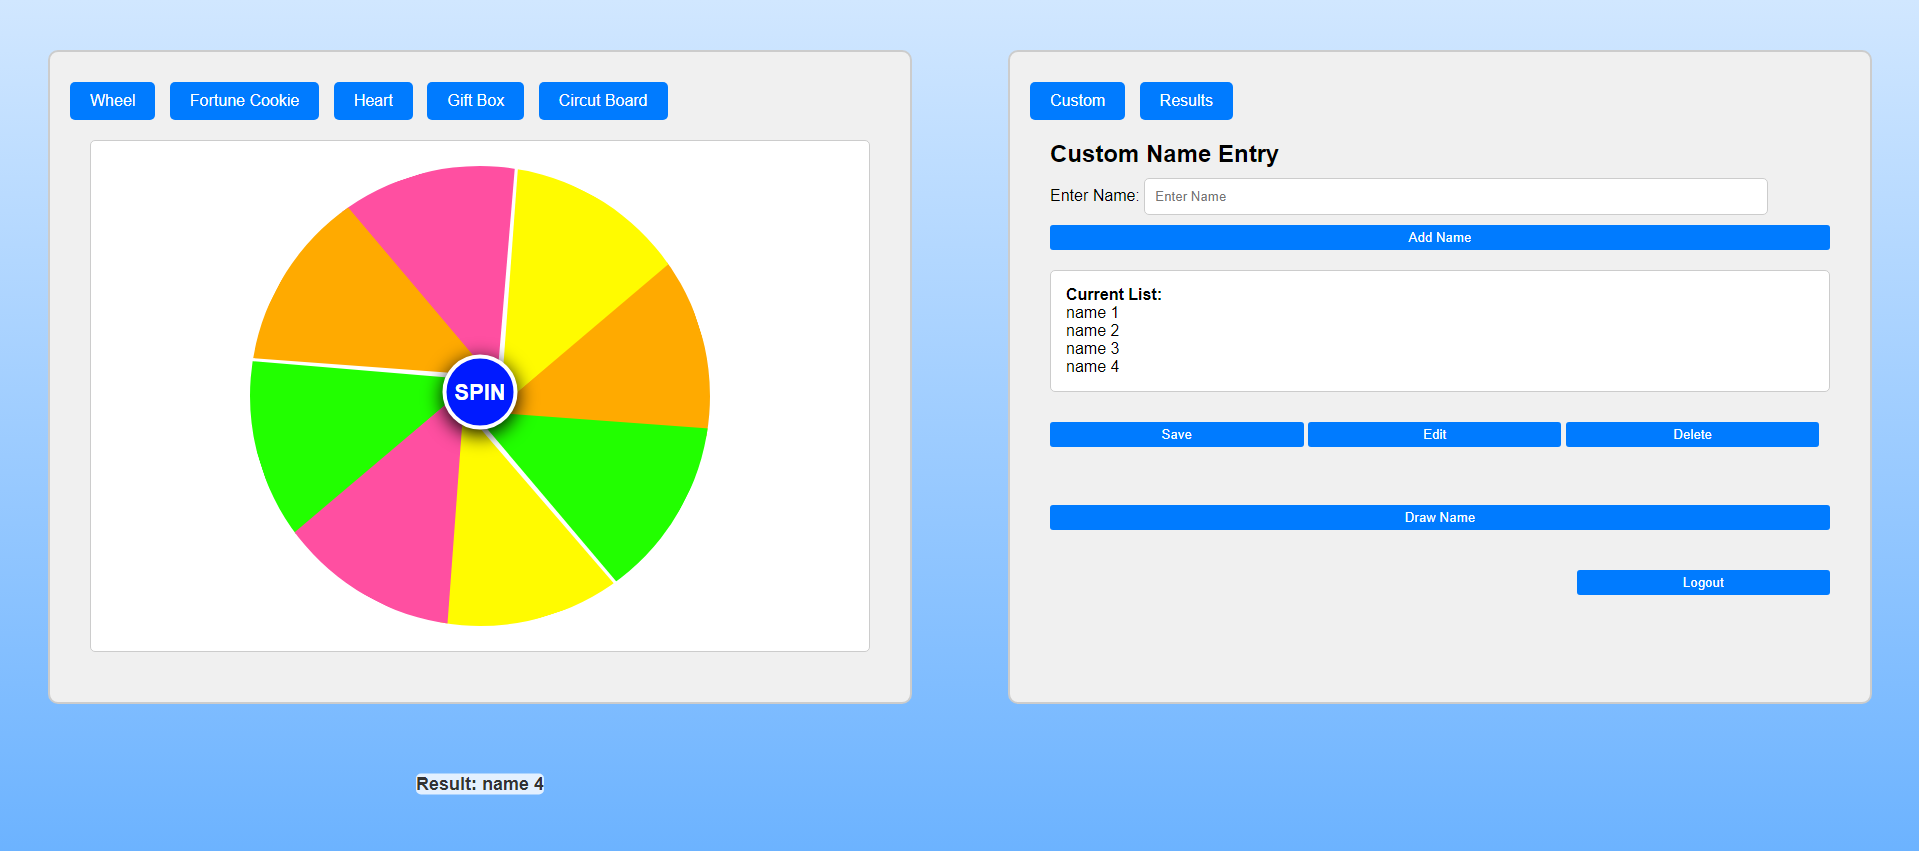 Wheel Fortune Cookie Heart Gift Box Circut Board
SPIN
Result: name 4
Custom Results
Custom Name Entry
Enter Name: Enter Name
Add Name
Current List:
name 1
name 2
name 3
name 4
Save Edit Delete
Draw Name
Logout